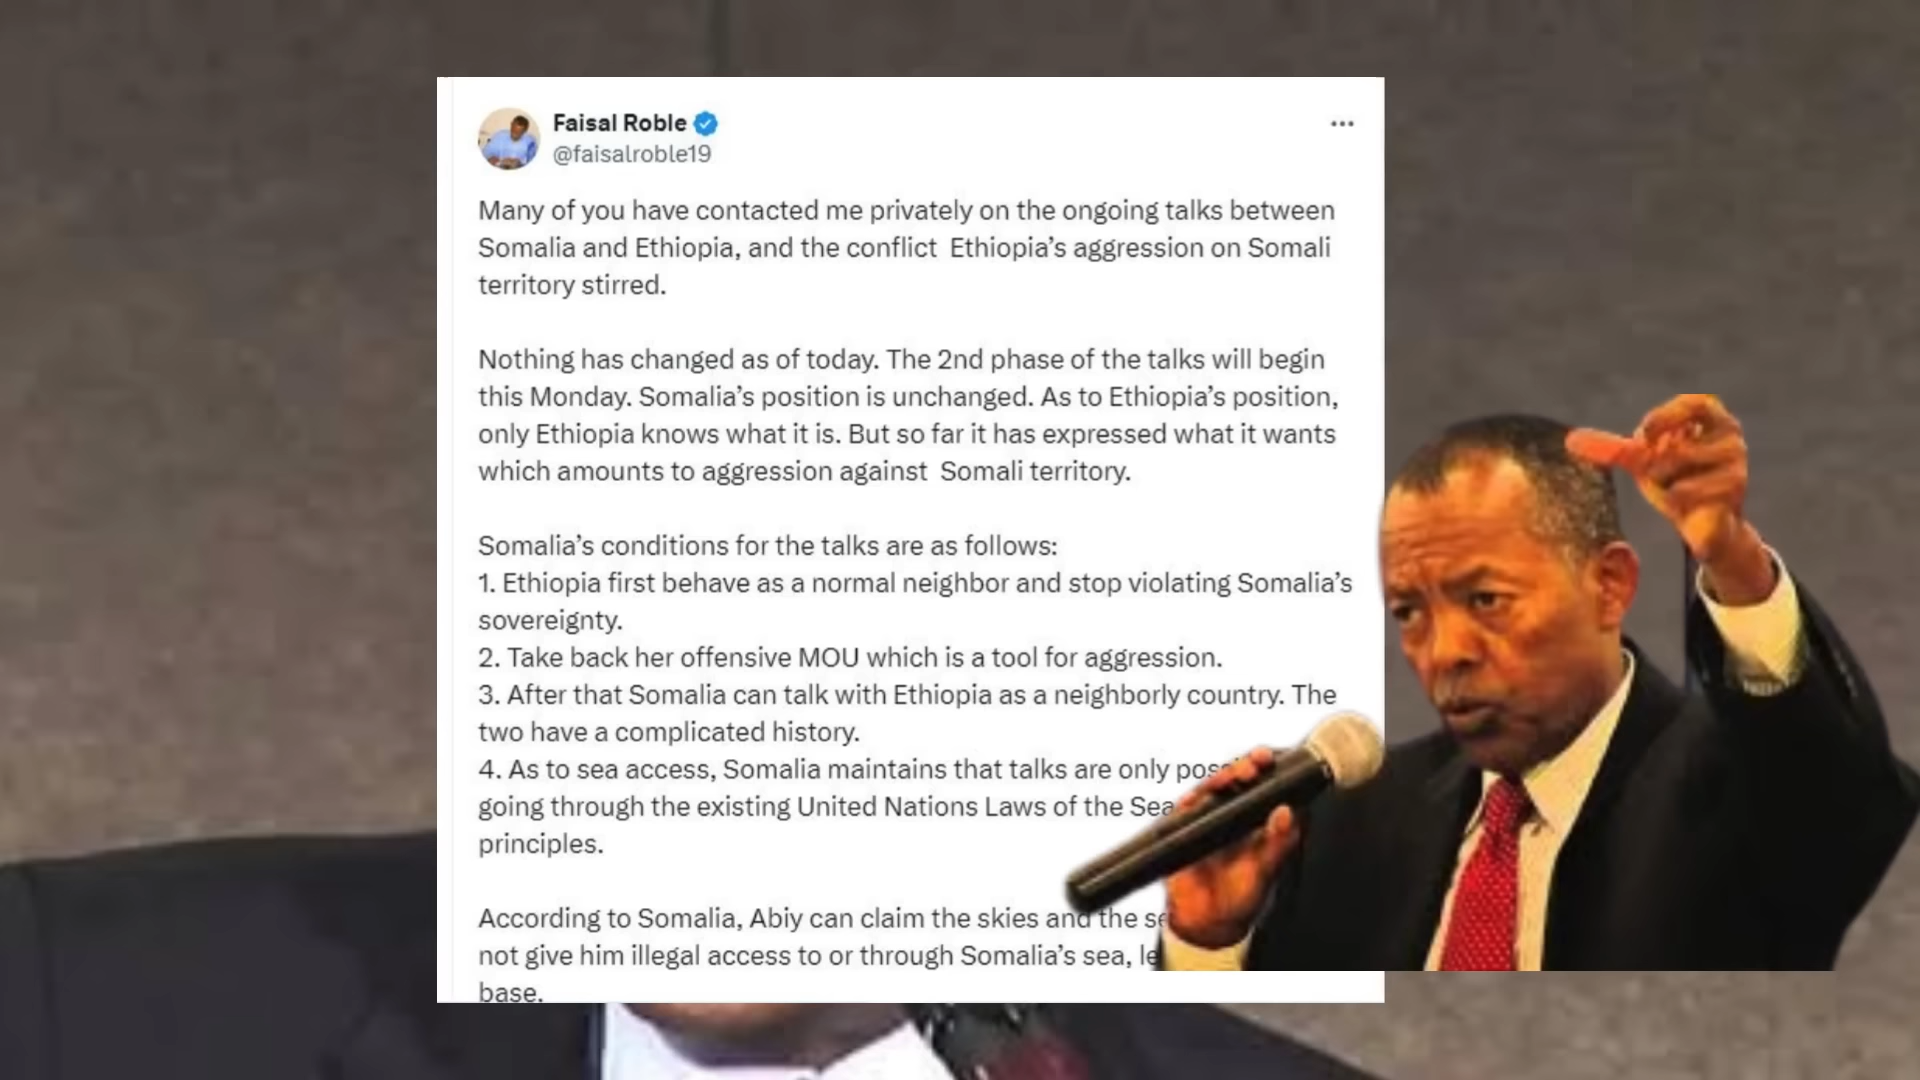 Faisal Roble
@faisalroble19
Many of you have contacted me privately on the ongoing talks between
Somalia and Ethiopia, and the conflict Ethiopia’s aggression on Somali
territory stirred.
Nothing has changed as of today. The 2nd phase of the talks will begin
this Monday. Somalia’s position is unchanged. As to Ethiopia’s position,
only Ethiopia knows what it is. But so far it has expressed what it wants
which amounts to aggression against Somali territory.
Somalia’s conditions for the talks are as follows:
1. Ethiopia first behave as a normal neighbor and stop violating Somalia’s
sovereignty.
2. Take back her offensive MOU which is a tool for aggression.
3. After that Somalia can talk with Ethiopia as a neighborly country. The
two have a complicated history.
4. As to sea access, Somalia maintains that talks are only
going through the existing United Nations Laws of the Sea
principles.
According to Somalia, Abiy can claim the skies and the
not give him illegal access to or through Somalia’s sea,
base.